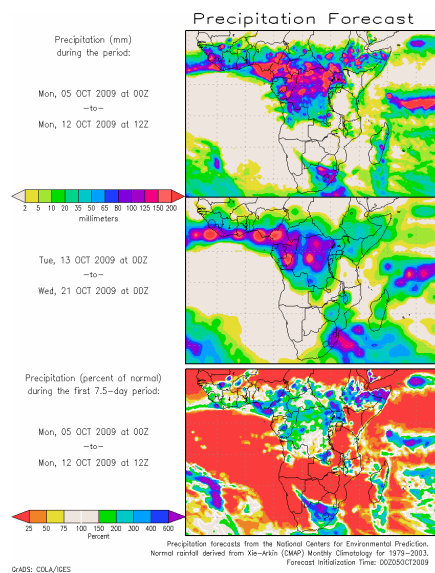 Precipitation Forecast
Precipitation (mm)
during the period:
Mon, 05 OCT 2009 at 00Z
—to—
Mon, 12 OCT 2009 at 12Z
2 5 10 20 35 50 65 80 100 125 150 200
millimeters
Tue, 13 OCT 2009 at 00Z
—to—
Wed, 21 OCT 2009 at 00Z
Precipitation (percent of normal)
during the first 7.5-day period:
Mon, 05 OCT 2009 at 00Z
—to—
Mon, 12 OCT 2009 at 12Z
25 50 75 100 150 200 300 400 600
Percent
Precipitation forecasts from the National Centers for Environmental Prediction.
Normal rainfall derived from Xie-Arkin (CMAP) Monthly Climatology for 1979-2003.
Forecast Initialization Time: 00Z05OCT2009
GrADS: COLA/IGES